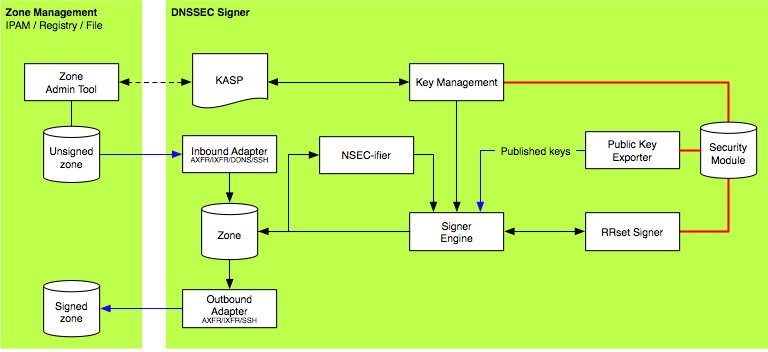 Zone Management
IPAM / Registry / File
DNSSEC Signer
Zone
Admin Tool
KASP
Key Management
Unsigned
zone
Inbound Adapter
AXFR/IXFR/DDNS/SSH
NSEC-ifier
Published keys
Public Key
Exporter
Security
Module
Zone
Signer
Engine
RRset Signer
Signed
zone
Outbound
Adapter
AXFR/IXFR/SSH